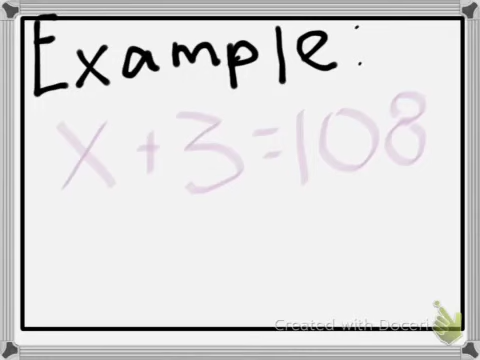 Example:
x + 3 = 108
Created with Doceri